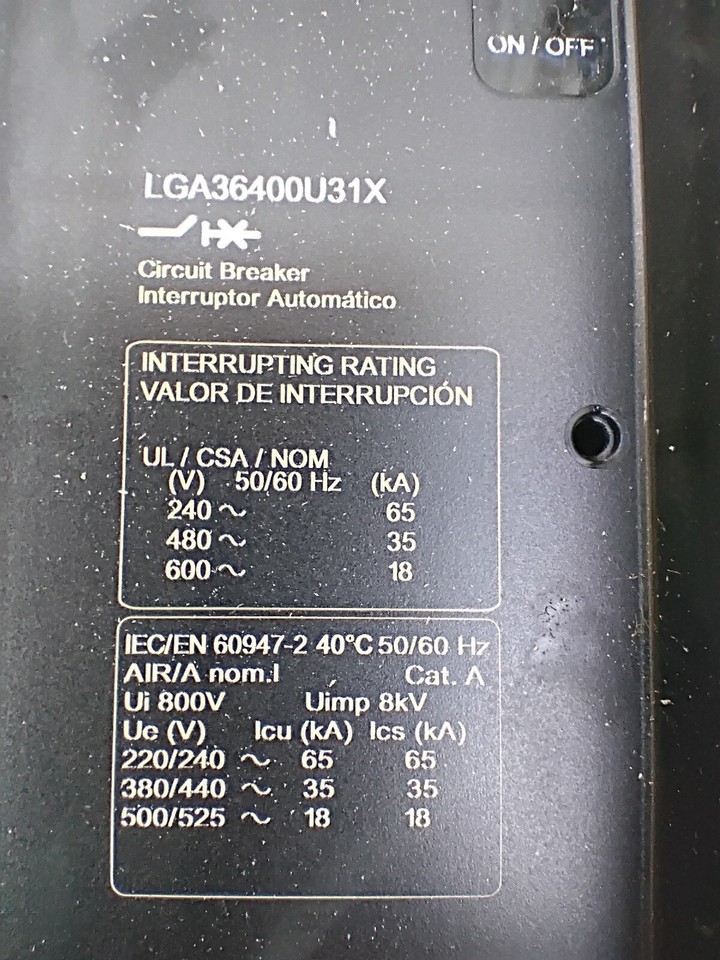 ON / OFF
LGA36400U31X
Circuit Breaker
Interruptor Automático
INTERRUPTING RATING
VALOR DE INTERRUPCIÓN
UL / CSA / NOM
(V) 50/60 Hz (kA)
240 ~ 65
480 ~ 35
600 ~ 18
IEC/EN 60947-2 40°C 50/60 Hz
AIR/A nom.I Cat. A
Ui 800V Uimp 8kV
Ue (V) Icu (kA) Ics (kA)
220/240 ~ 65 65
380/440 ~ 35 35
500/525 ~ 18 18